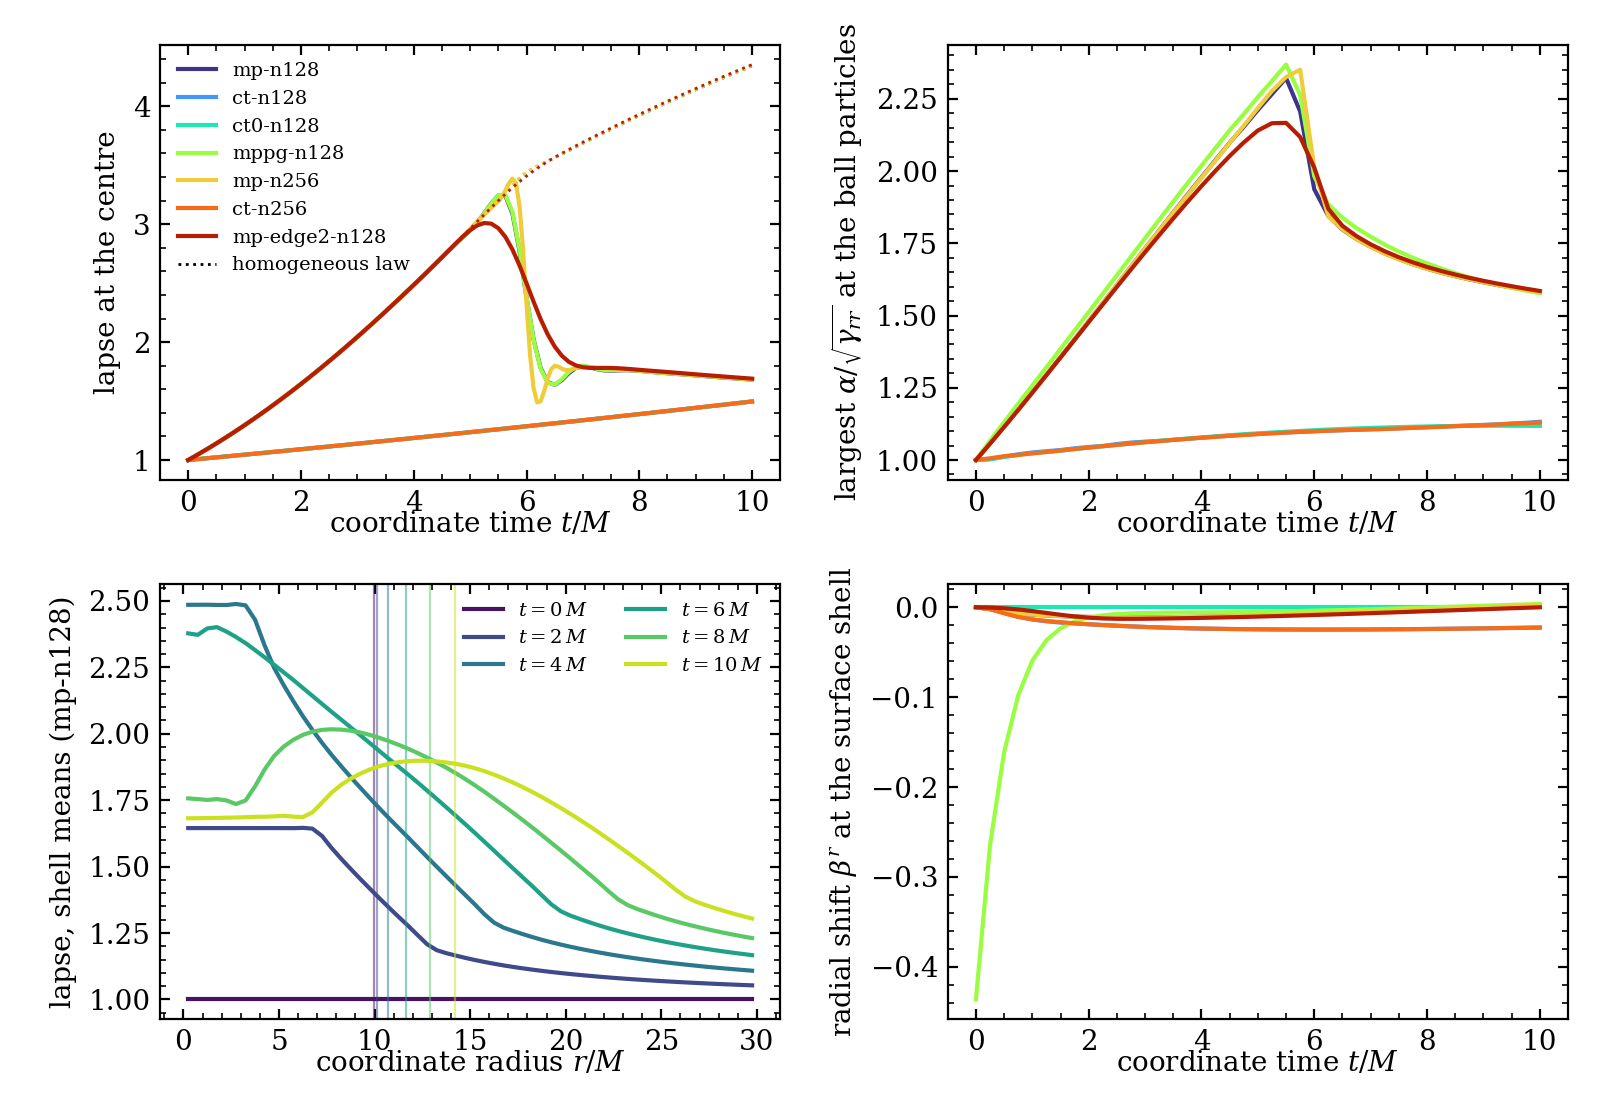 lapse at the centre
4
3
2
1
mp-n128
ct-n128
ct0-n128
mppg-n128
mp-n256
ct-n256
mp-edge2-n128
homogeneous law
0 2 4 6 8 10
coordinate time t/M
largest α/√γrr at the ball particles
2.25
2.00
1.75
1.50
1.25
1.00
0 2 4 6 8 10
coordinate time t/M
lapse, shell means (mp-n128)
2.50
2.25
2.00
1.75
1.50
1.25
1.00
t = 0 M t = 6 M
t = 2 M t = 8 M
t = 4 M t = 10 M
0 5 10 15 20 25 30
coordinate radius r/M
radial shift βr at the surface shell
0.0
−0.1
−0.2
−0.3
−0.4
0 2 4 6 8 10
coordinate time t/M